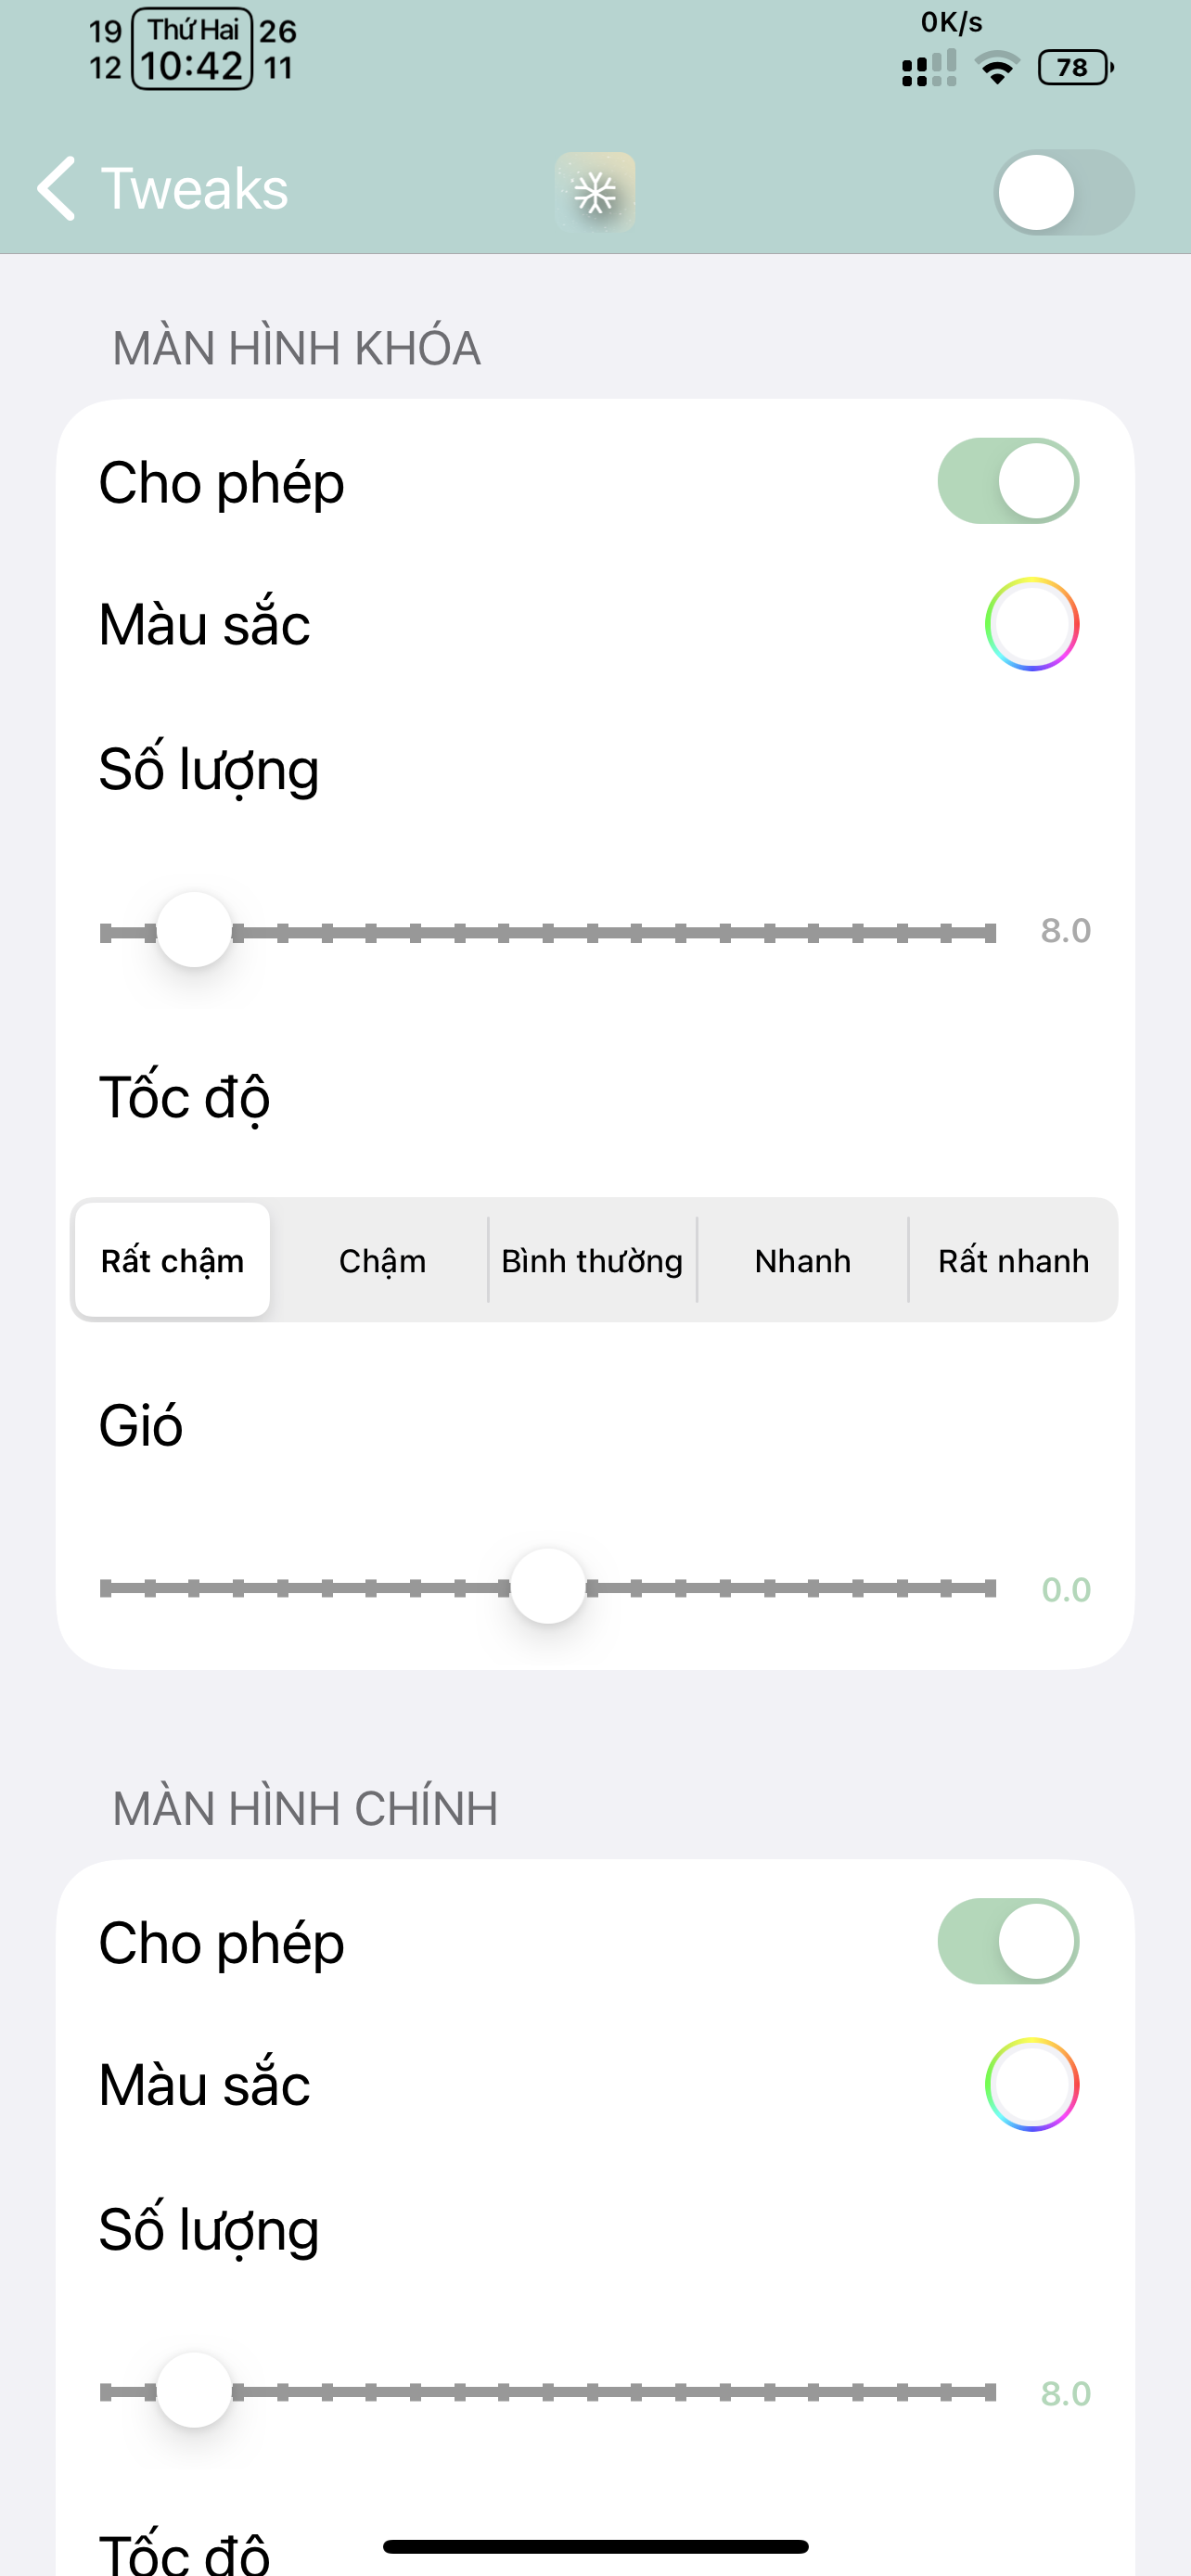 19 Thứ Hai 26
12 10:42 11
0K/s
78
Tweaks
MÀN HÌNH KHÓA
Cho phép
Màu sắc
Số lượng
8.0
Tốc độ
Rất chậm Chậm Bình thường Nhanh Rất nhanh
Gió
0.0
MÀN HÌNH CHÍNH
Cho phép
Màu sắc
Số lượng
8.0
Tốc độ